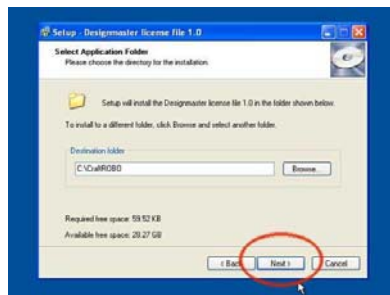 Setup - Designmaster license file 1.0
Select Application Folder
Please choose the directory for the installation.
Setup will install the Designmaster license file 1.0 in the folder shown below.
To install to a different folder, click Browse and select another folder.
Destination folder
C:\CraftROBO
Browse...
Required free space: 59.52 KB
Available free space: 28.27 GB
< Back
Next >
Cancel